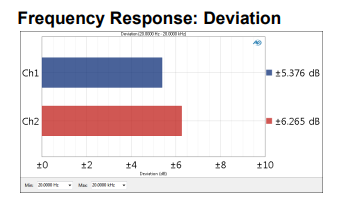 Frequency Response: Deviation
Deviation (20.0000 Hz - 20.0000 kHz)
Ch1 ±5.376 dB
Ch2 ±6.265 dB
±0 ±2 ±4 ±6 ±8 ±10
Deviation (dB)
Min: 20.0000 Hz Max: 20.0000 kHz